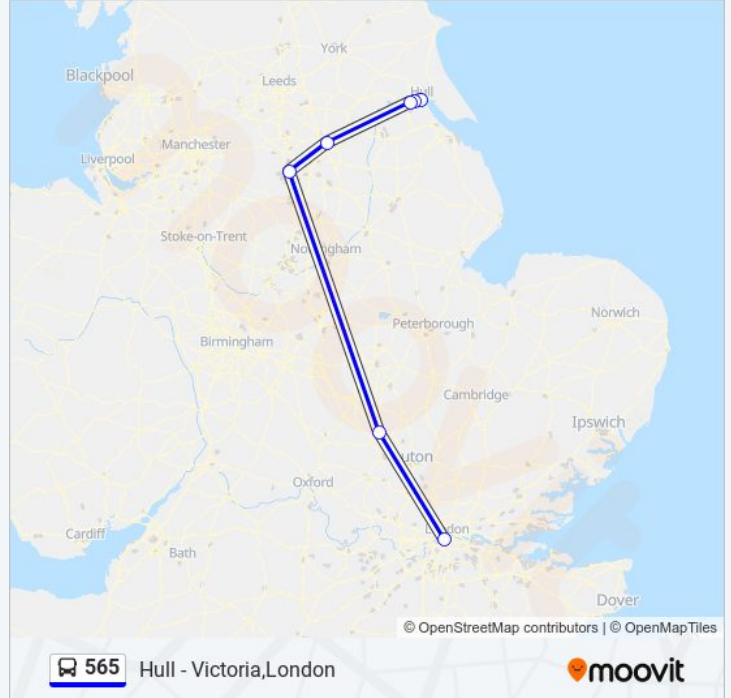 York
Blackpool
Leeds
Hull
Manchester
Liverpool
Stoke-on-Trent
Nottingham
Norwich
Peterborough
Birmingham
Cambridge
Ipswich
Luton
Oxford
London
Cardiff
Bath
Dover
© OpenStreetMap contributors | © OpenMapTiles
565 Hull - Victoria,London moovit